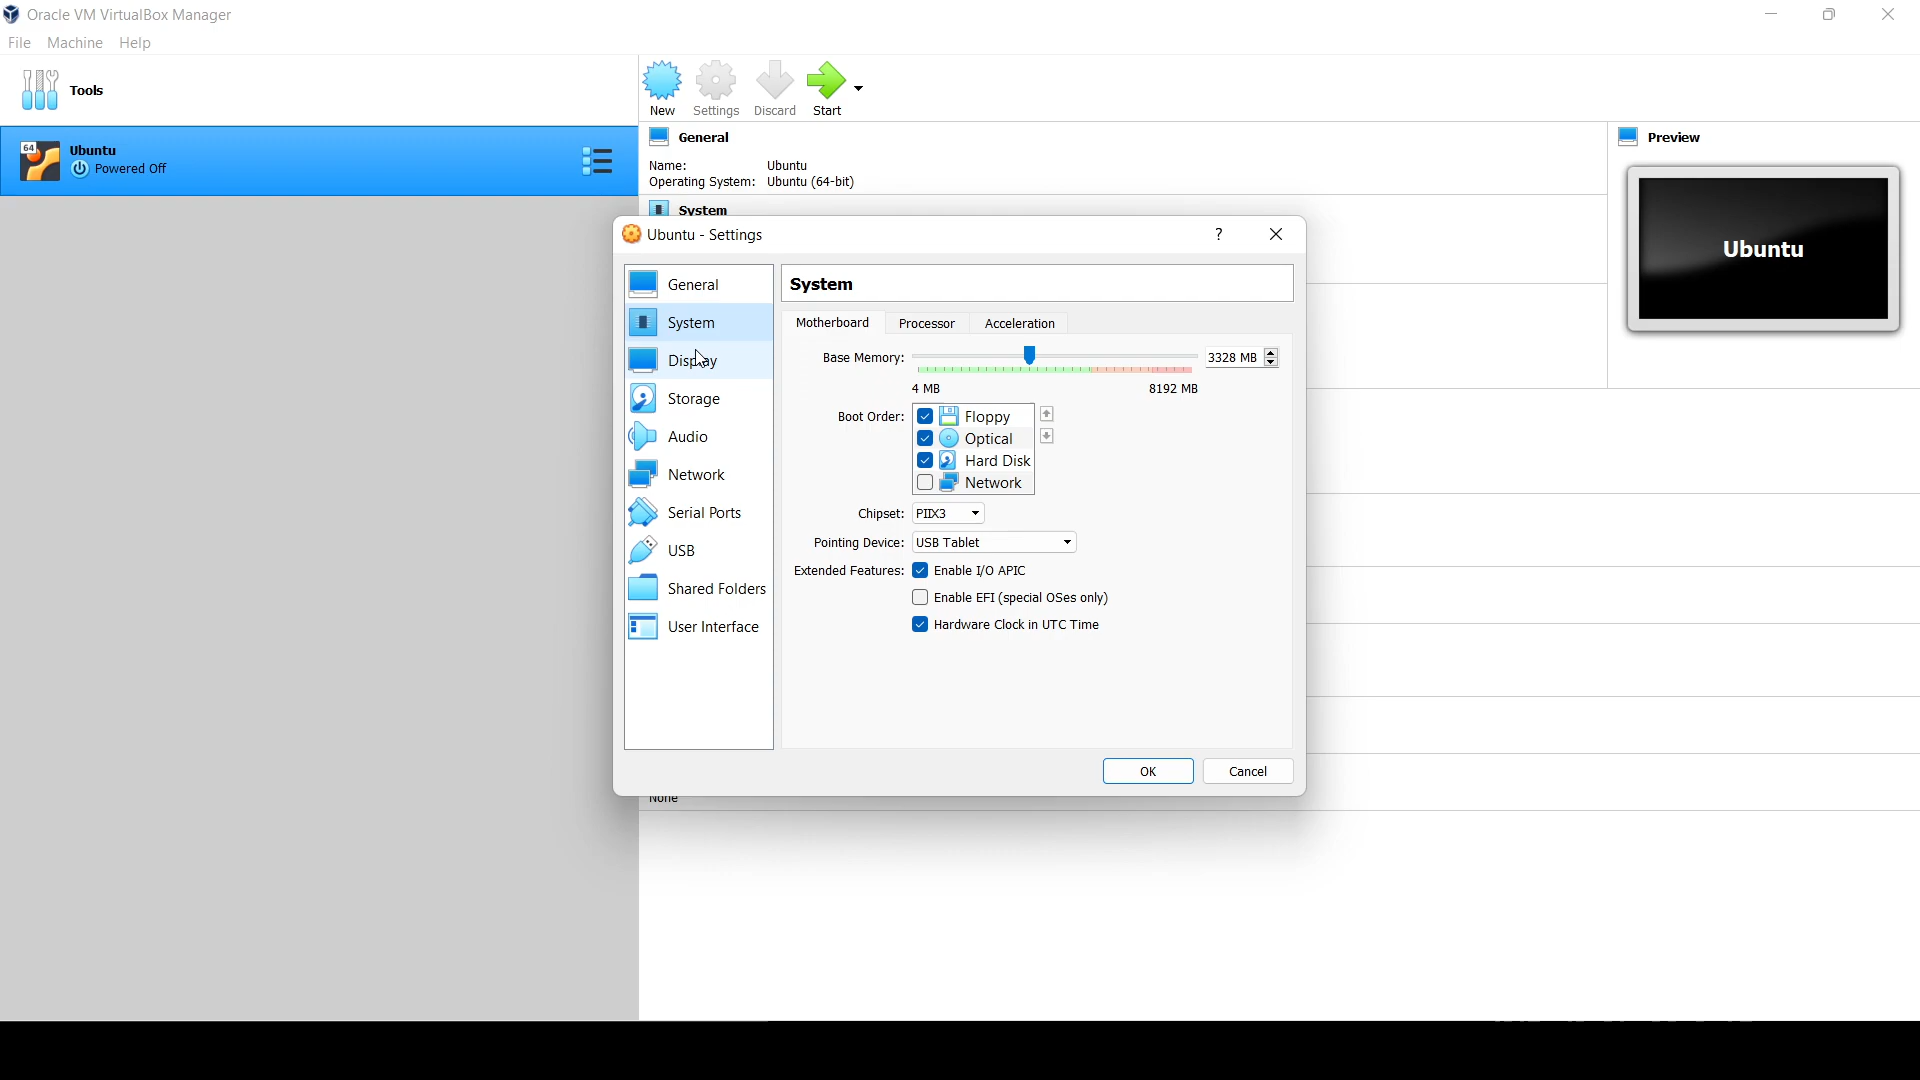 Oracle VM VirtualBox Manager
File Machine Help
Tools
New Settings Discard Start
64
Ubuntu
Powered Off
General
Name: Ubuntu
Operating System: Ubuntu (64-bit)
System
Preview
Ubuntu
Ubuntu - Settings
?
General
System
Display
Storage
Audio
Network
Serial Ports
USB
Shared Folders
User Interface
System
Motherboard Processor Acceleration
Base Memory: 3328 MB
4 MB 8192 MB
Boot Order: Floppy
Optical
Hard Disk
Network
Chipset: PIIX3
Pointing Device: USB Tablet
Extended Features: Enable I/O APIC
Enable EFI (special OSes only)
Hardware Clock in UTC Time
OK Cancel
None